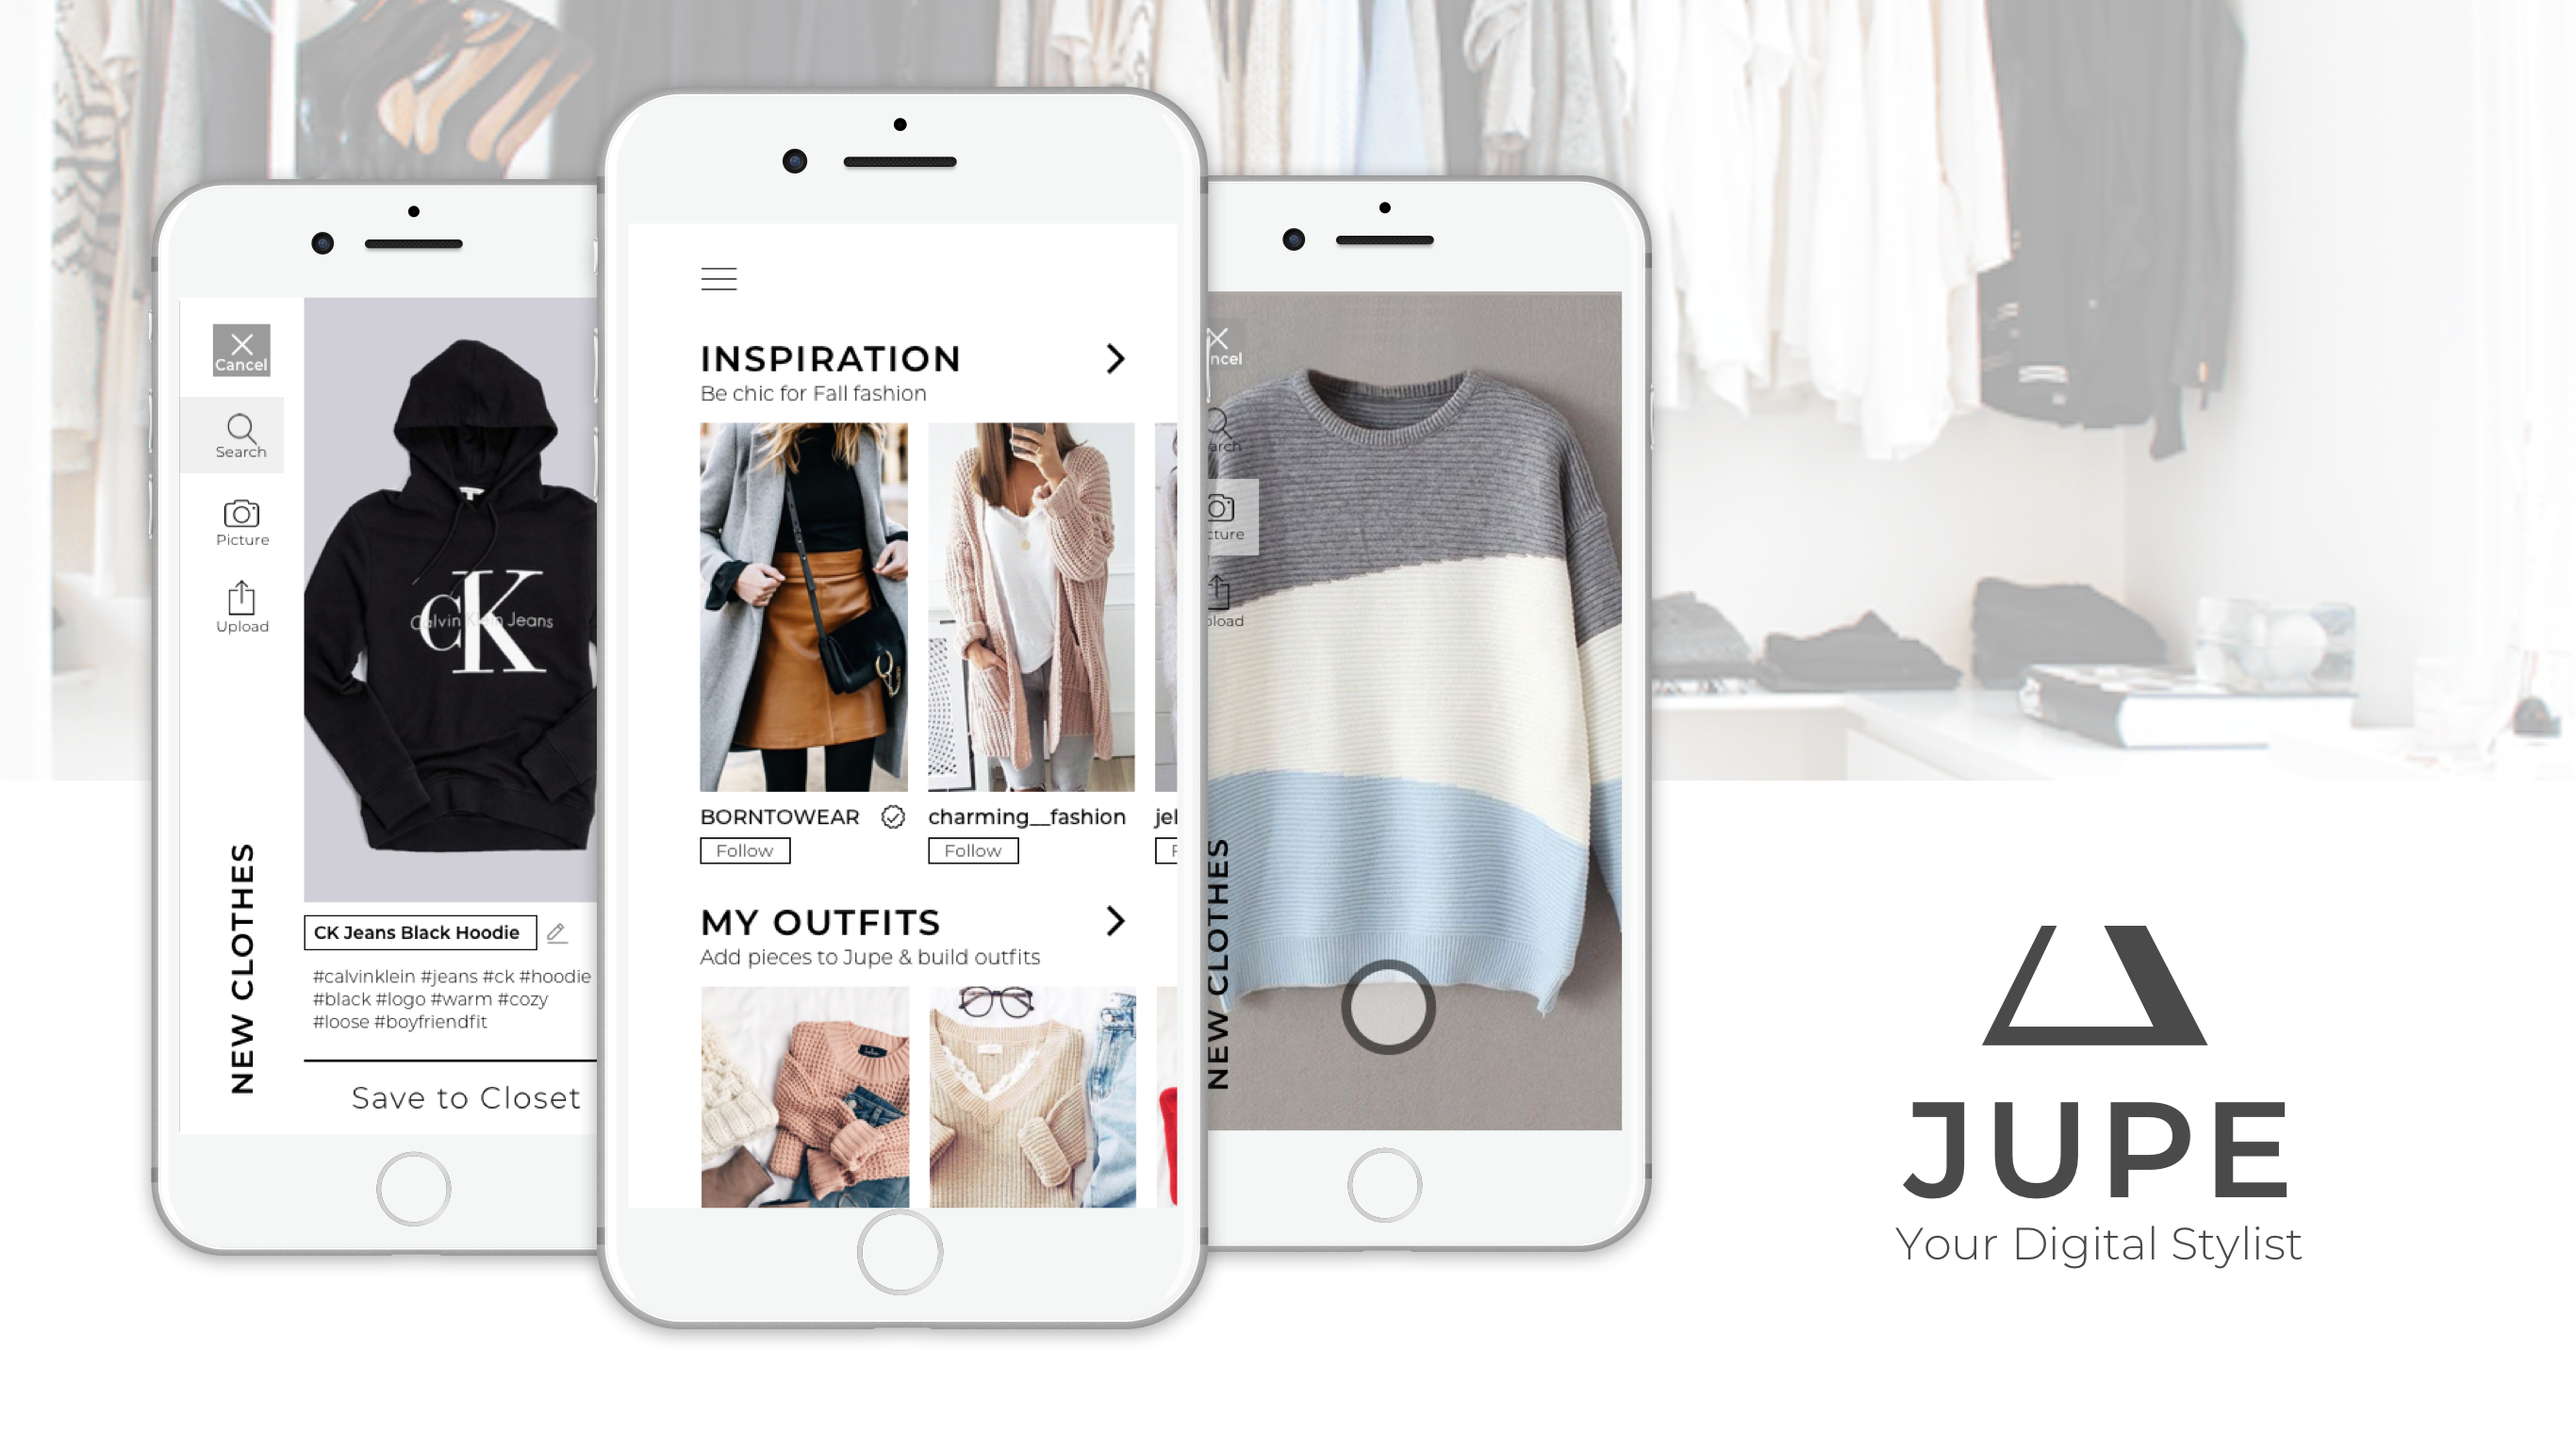 Cancel
Search
Picture
Upload
NEW CLOTHES
CK
Calvin Klein Jeans
CK Jeans Black Hoodie
#calvinklein #jeans #ck #hoodie
#black #logo #warm #cozy
#loose #boyfriendfit
Save to Closet
INSPIRATION
Be chic for Fall fashion
BORNTOWEAR
charming__fashion
jel
Follow
Follow
F
MY OUTFITS
Add pieces to Jupe & build outfits
ncel
arch
cture
pload
NEW CLOTHES
JUPE
Your Digital Stylist